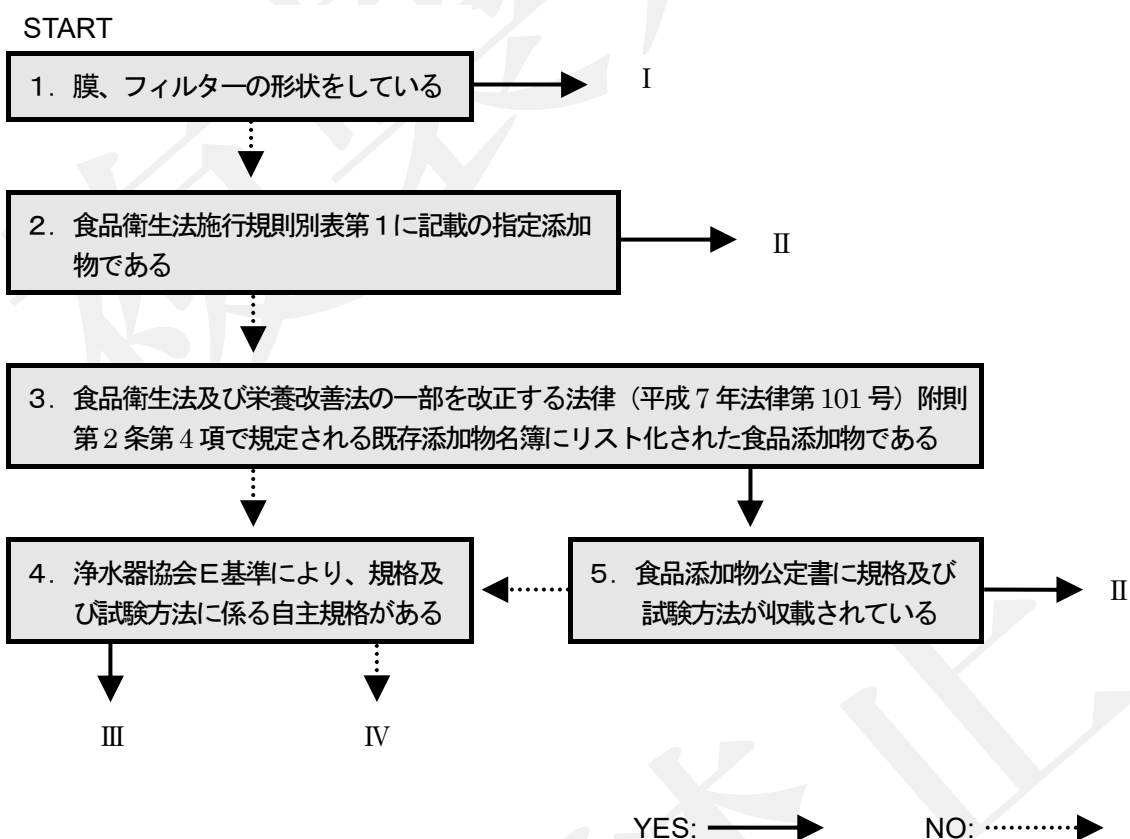 START
1. 膜、フィルターの形状をしている
Ⅰ
2. 食品衛生法施行規則別表第1に記載の指定添加
物である
Ⅱ
3. 食品衛生法及び栄養改善法の一部を改正する法律（平成7年法律第101号）附則
第2条第4項で規定される既存添加物名簿にリスト化された食品添加物である
4. 浄水器協会E基準により、規格及
び試験方法に係る自主規格がある
5. 食品添加物公定書に規格及び
試験方法が収載されている
Ⅱ
Ⅲ
Ⅳ
YES:
NO: